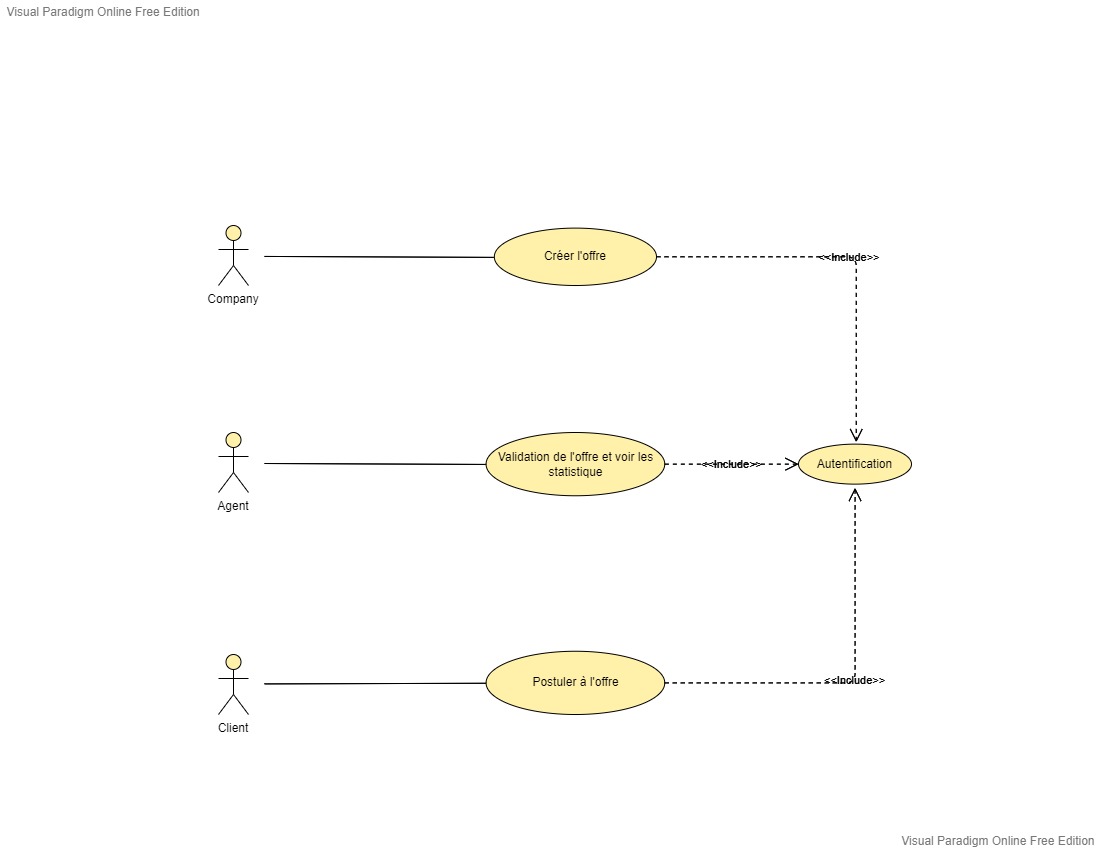 Visual Paradigm Online Free Edition
Créer l'offre
<<Include>>
Company
Validation de l'offre et voir les
statistique
<<Include>>
Autentification
Agent
Postuler à l'offre
<<Include>>
Client
Visual Paradigm Online Free Edition